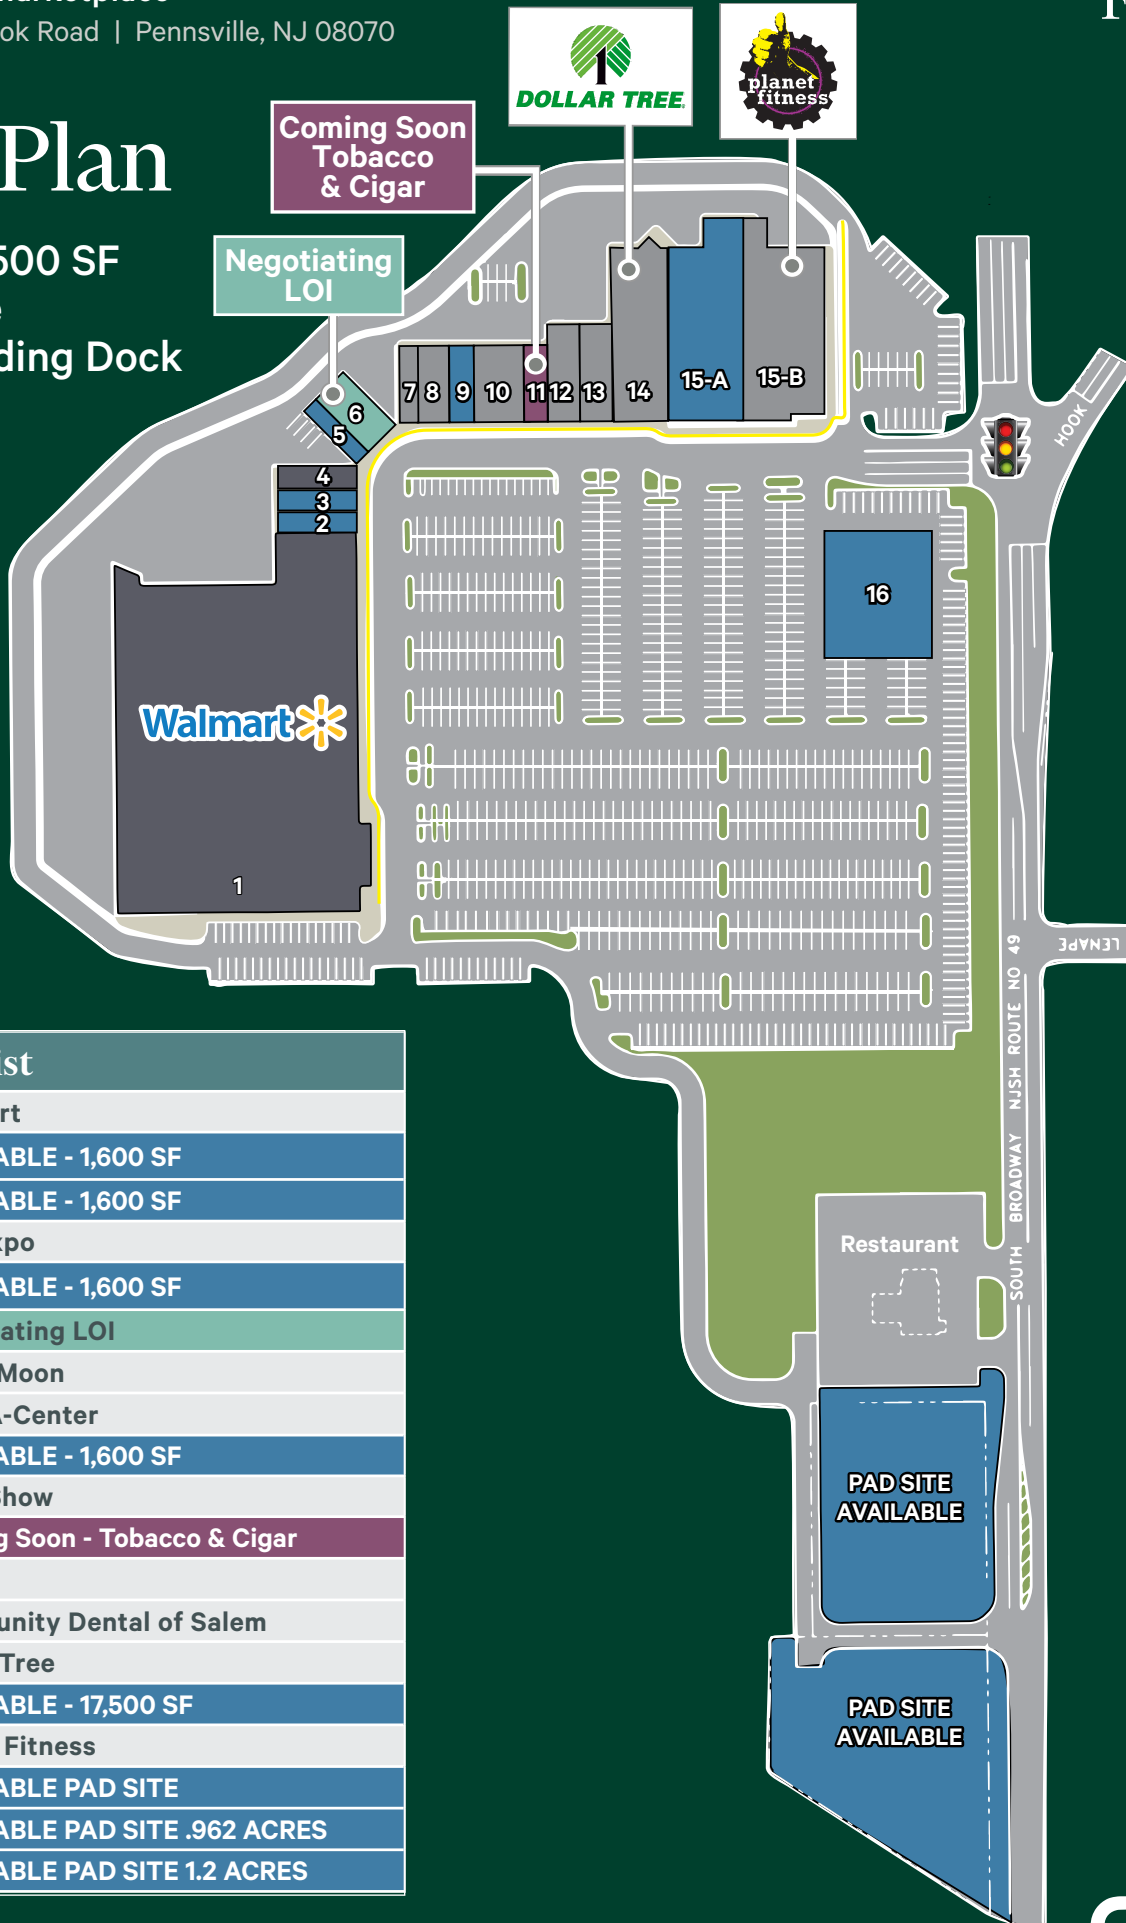 ok Road | Pennsville, NJ 08070
Plan
500 SF
ding Dock
DOLLAR TREE
planet
fitness
Coming Soon
Tobacco
& Cigar
Negotiating
LOI
7
8
9
10
11
12
13
14
15-A
15-B
6
5
4
3
2
16
HOOK
Walmart
1
LENAPE
SOUTH BROADWAY NJSH ROUTE NO 49
Restaurant
PAD SITE
AVAILABLE
PAD SITE
AVAILABLE
ist
rt
ABLE - 1,600 SF
ABLE - 1,600 SF
xpo
ABLE - 1,600 SF
ating LOI
Moon
A-Center
ABLE - 1,600 SF
Show
g Soon - Tobacco & Cigar
unity Dental of Salem
Tree
ABLE - 17,500 SF
Fitness
ABLE PAD SITE
ABLE PAD SITE .962 ACRES
ABLE PAD SITE 1.2 ACRES